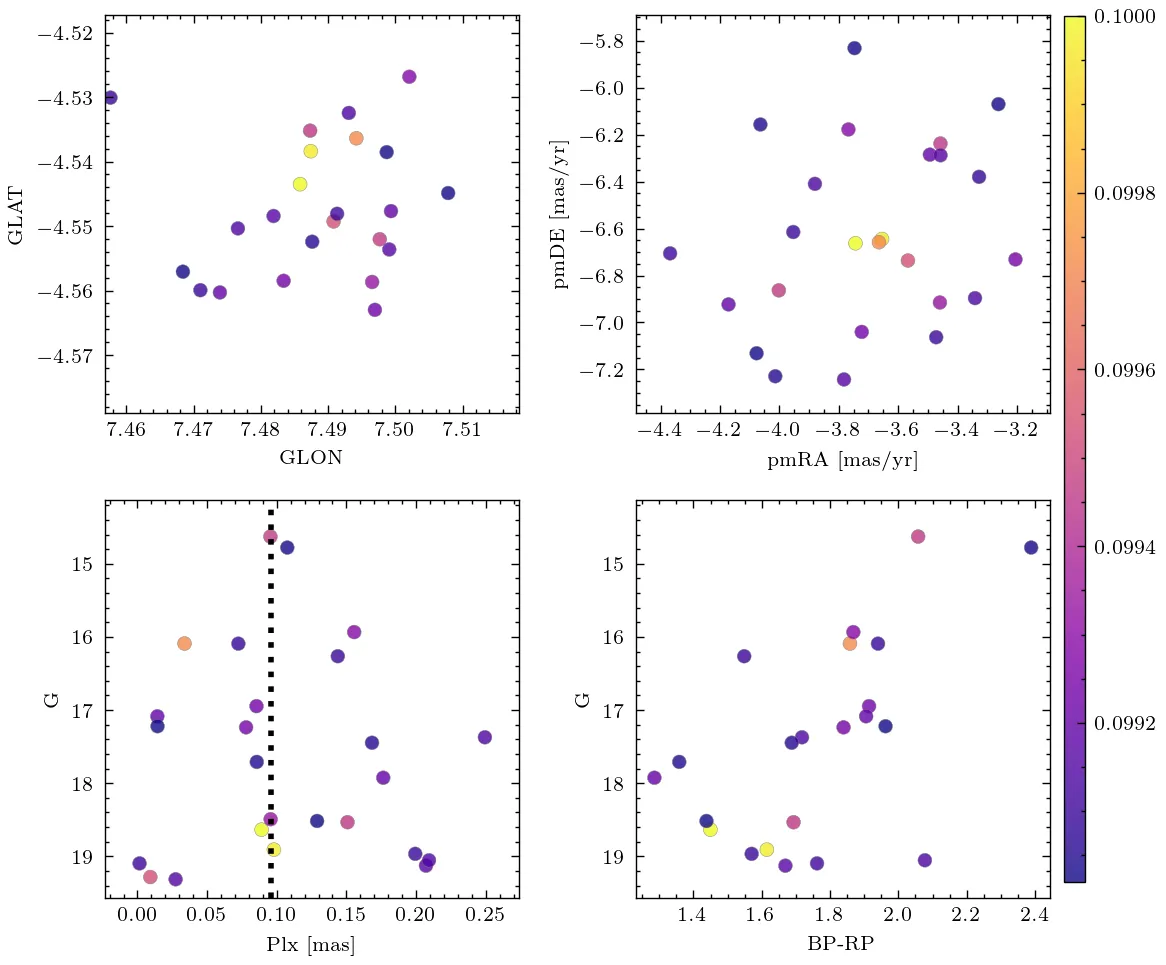 −4.52
−4.53
−4.54
−4.55
−4.56
−4.57
GLAT
7.46 7.47 7.48 7.49 7.50 7.51
GLON
−5.8
−6.0
−6.2
−6.4
−6.6
−6.8
−7.0
−7.2
pmDE [mas/yr]
−4.4 −4.2 −4.0 −3.8 −3.6 −3.4 −3.2
pmRA [mas/yr]
0.1000
0.0998
0.0996
0.0994
0.0992
15
16
17
18
19
G
0.00 0.05 0.10 0.15 0.20 0.25
Plx [mas]
15
16
17
18
19
G
1.4 1.6 1.8 2.0 2.2 2.4
BP-RP